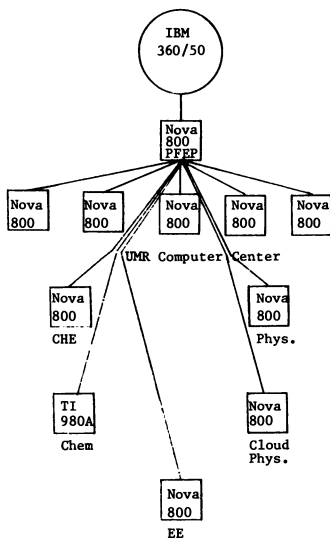 IBM
360/50
Nova
800
PFEP
Nova
800
Nova
800
Nova
800
Nova
800
Nova
800
UMR Computer Center
Nova
800
CHE
Nova
800
Phys.
TI
980A
Chem
Nova
800
Cloud
Phys.
Nova
800
EE